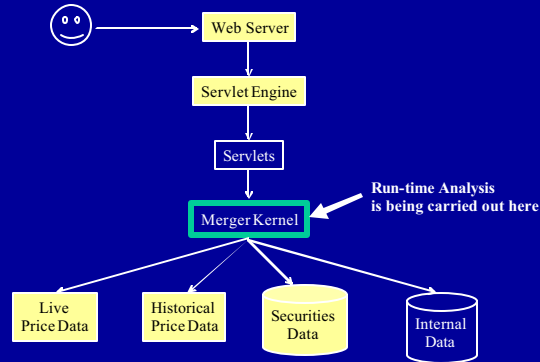 Web Server
Servlet Engine
Servlets
Run-time Analysis
is being carried out here
Merger Kernel
Live
Price Data
Historical
Price Data
Securities
Data
Internal
Data